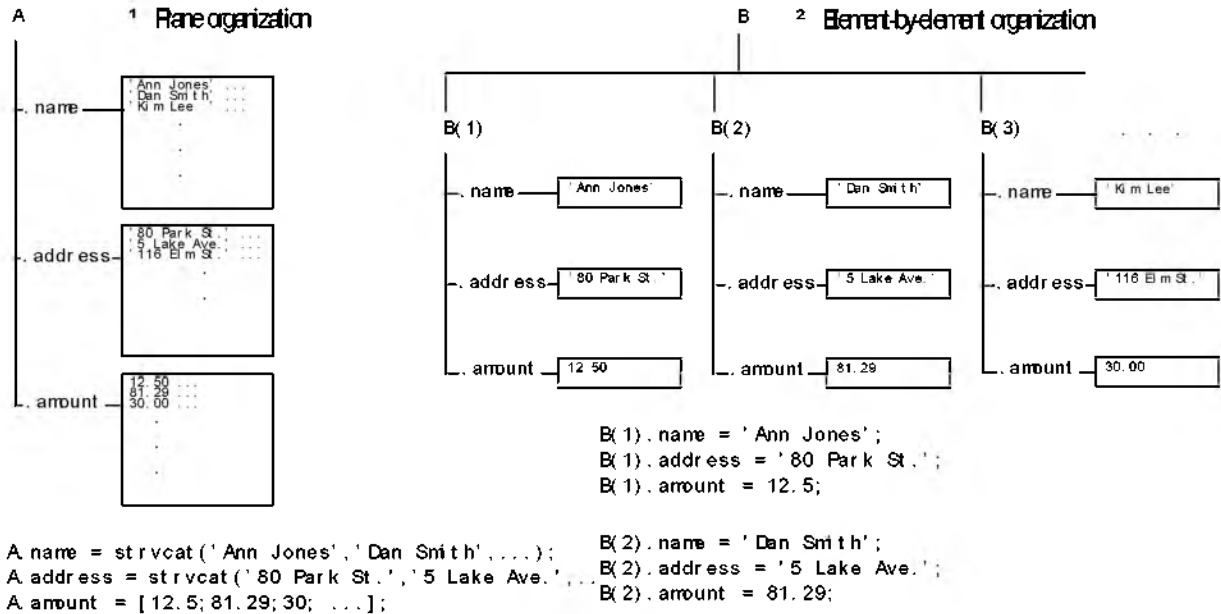 A
1 Plane organization
.name
'Ann Jones' ...
'Dan Smith' ...
'Kim Lee ' ...
.
.
.
.address
'80 Park St.' ...
'5 Lake Ave.' ...
'116 Elm St.' ...
.
.
.
.amount
12.50 ...
81.29 ...
30.00 ...
.
.
.
A.name = strvcat('Ann Jones','Dan Smith',....);
A.address = strvcat('80 Park St.','5 Lake Ave.',...
A.amount = [12.5;81.29;30; ...];
B
2 Element-by-element organization
B(1)
B(2)
B(3)
. . .
.name
'Ann Jones'
.name
'Dan Smith'
.name
'Kim Lee'
.address
'80 Park St.'
.address
'5 Lake Ave.'
.address
'116 Elm St.'
.amount
12.50
.amount
81.29
.amount
30.00
B(1).name = 'Ann Jones';
B(1).address = '80 Park St.';
B(1).amount = 12.5;
B(2).name = 'Dan Smith';
B(2).address = '5 Lake Ave.';
B(2).amount = 81.29;